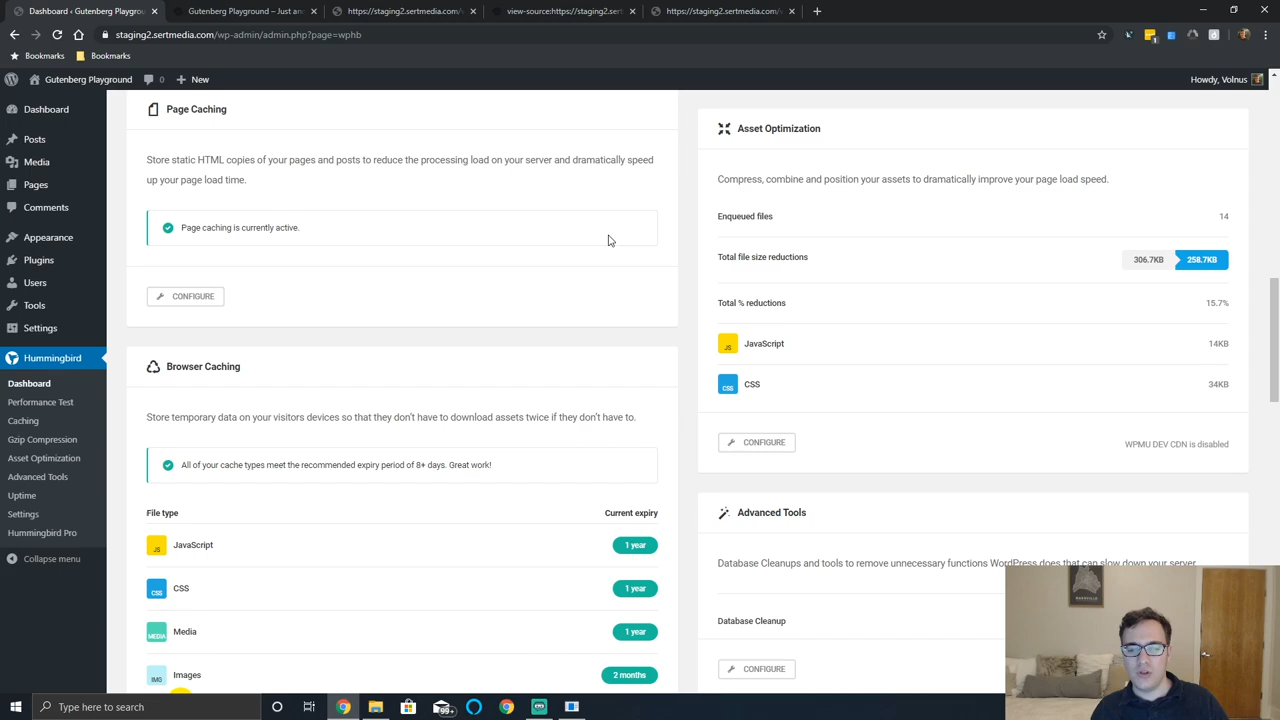 Dashboard ‹ Gutenberg Playground
Gutenberg Playground – Just an
https://staging2.sertmedia.com/w
view-source:https://staging2.sertm
https://staging2.sertmedia.com/w
staging2.sertmedia.com/wp-admin/admin.php?page=wphb
Bookmarks
Bookmarks
Gutenberg Playground
0
New
Howdy, Volnus
Dashboard
Posts
Media
Pages
Comments
Appearance
Plugins
Users
Tools
Settings
Hummingbird
Dashboard
Performance Test
Caching
Gzip Compression
Asset Optimization
Advanced Tools
Uptime
Settings
Hummingbird Pro
Collapse menu
Page Caching
Store static HTML copies of your pages and posts to reduce the processing load on your server and dramatically speed
up your page load time.
Page caching is currently active.
CONFIGURE
Browser Caching
Store temporary data on your visitors devices so that they don't have to download assets twice if they don't have to.
All of your cache types meet the recommended expiry period of 8+ days. Great work!
File type
Current expiry
JS
JavaScript
1 year
CSS
CSS
1 year
MEDIA
Media
1 year
IMG
Images
2 months
Asset Optimization
Compress, combine and position your assets to dramatically improve your page load speed.
Enqueued files
14
Total file size reductions
306.7KB
258.7KB
Total % reductions
15.7%
JS
JavaScript
14KB
CSS
CSS
34KB
CONFIGURE
WPMU DEV CDN is disabled
Advanced Tools
Database Cleanups and tools to remove unnecessary functions WordPress does that can slow down your server.
Database Cleanup
CONFIGURE
Type here to search
99+